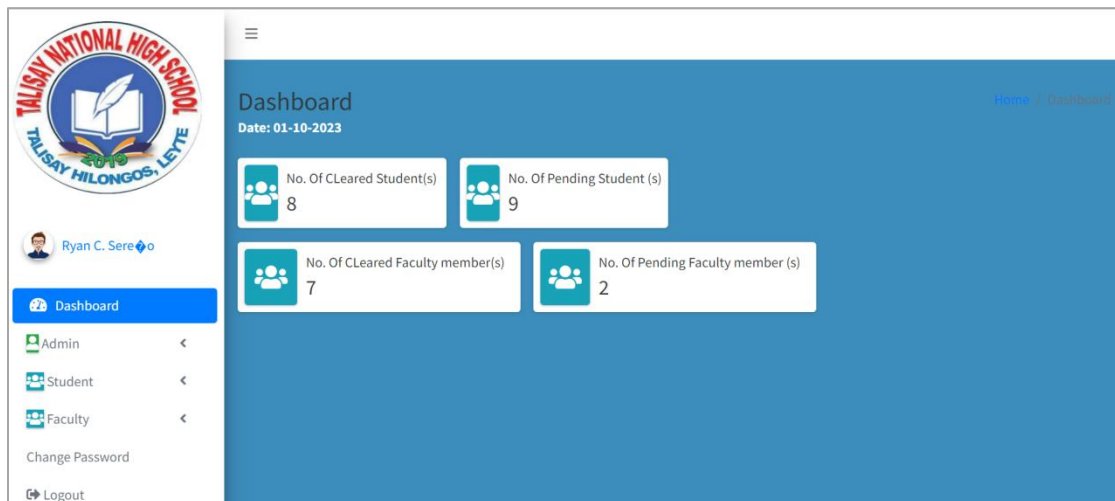 TALISAY NATIONAL HIGH SCHOOL
2019
TALISAY HILONGOS, LEYTE
Ryan C. Sere�o
Dashboard
Admin
Student
Faculty
Change Password
Logout
Dashboard
Home / Dashboard
Date: 01-10-2023
No. Of CLeared Student(s)
8
No. Of Pending Student (s)
9
No. Of CLeared Faculty member(s)
7
No. Of Pending Faculty member (s)
2